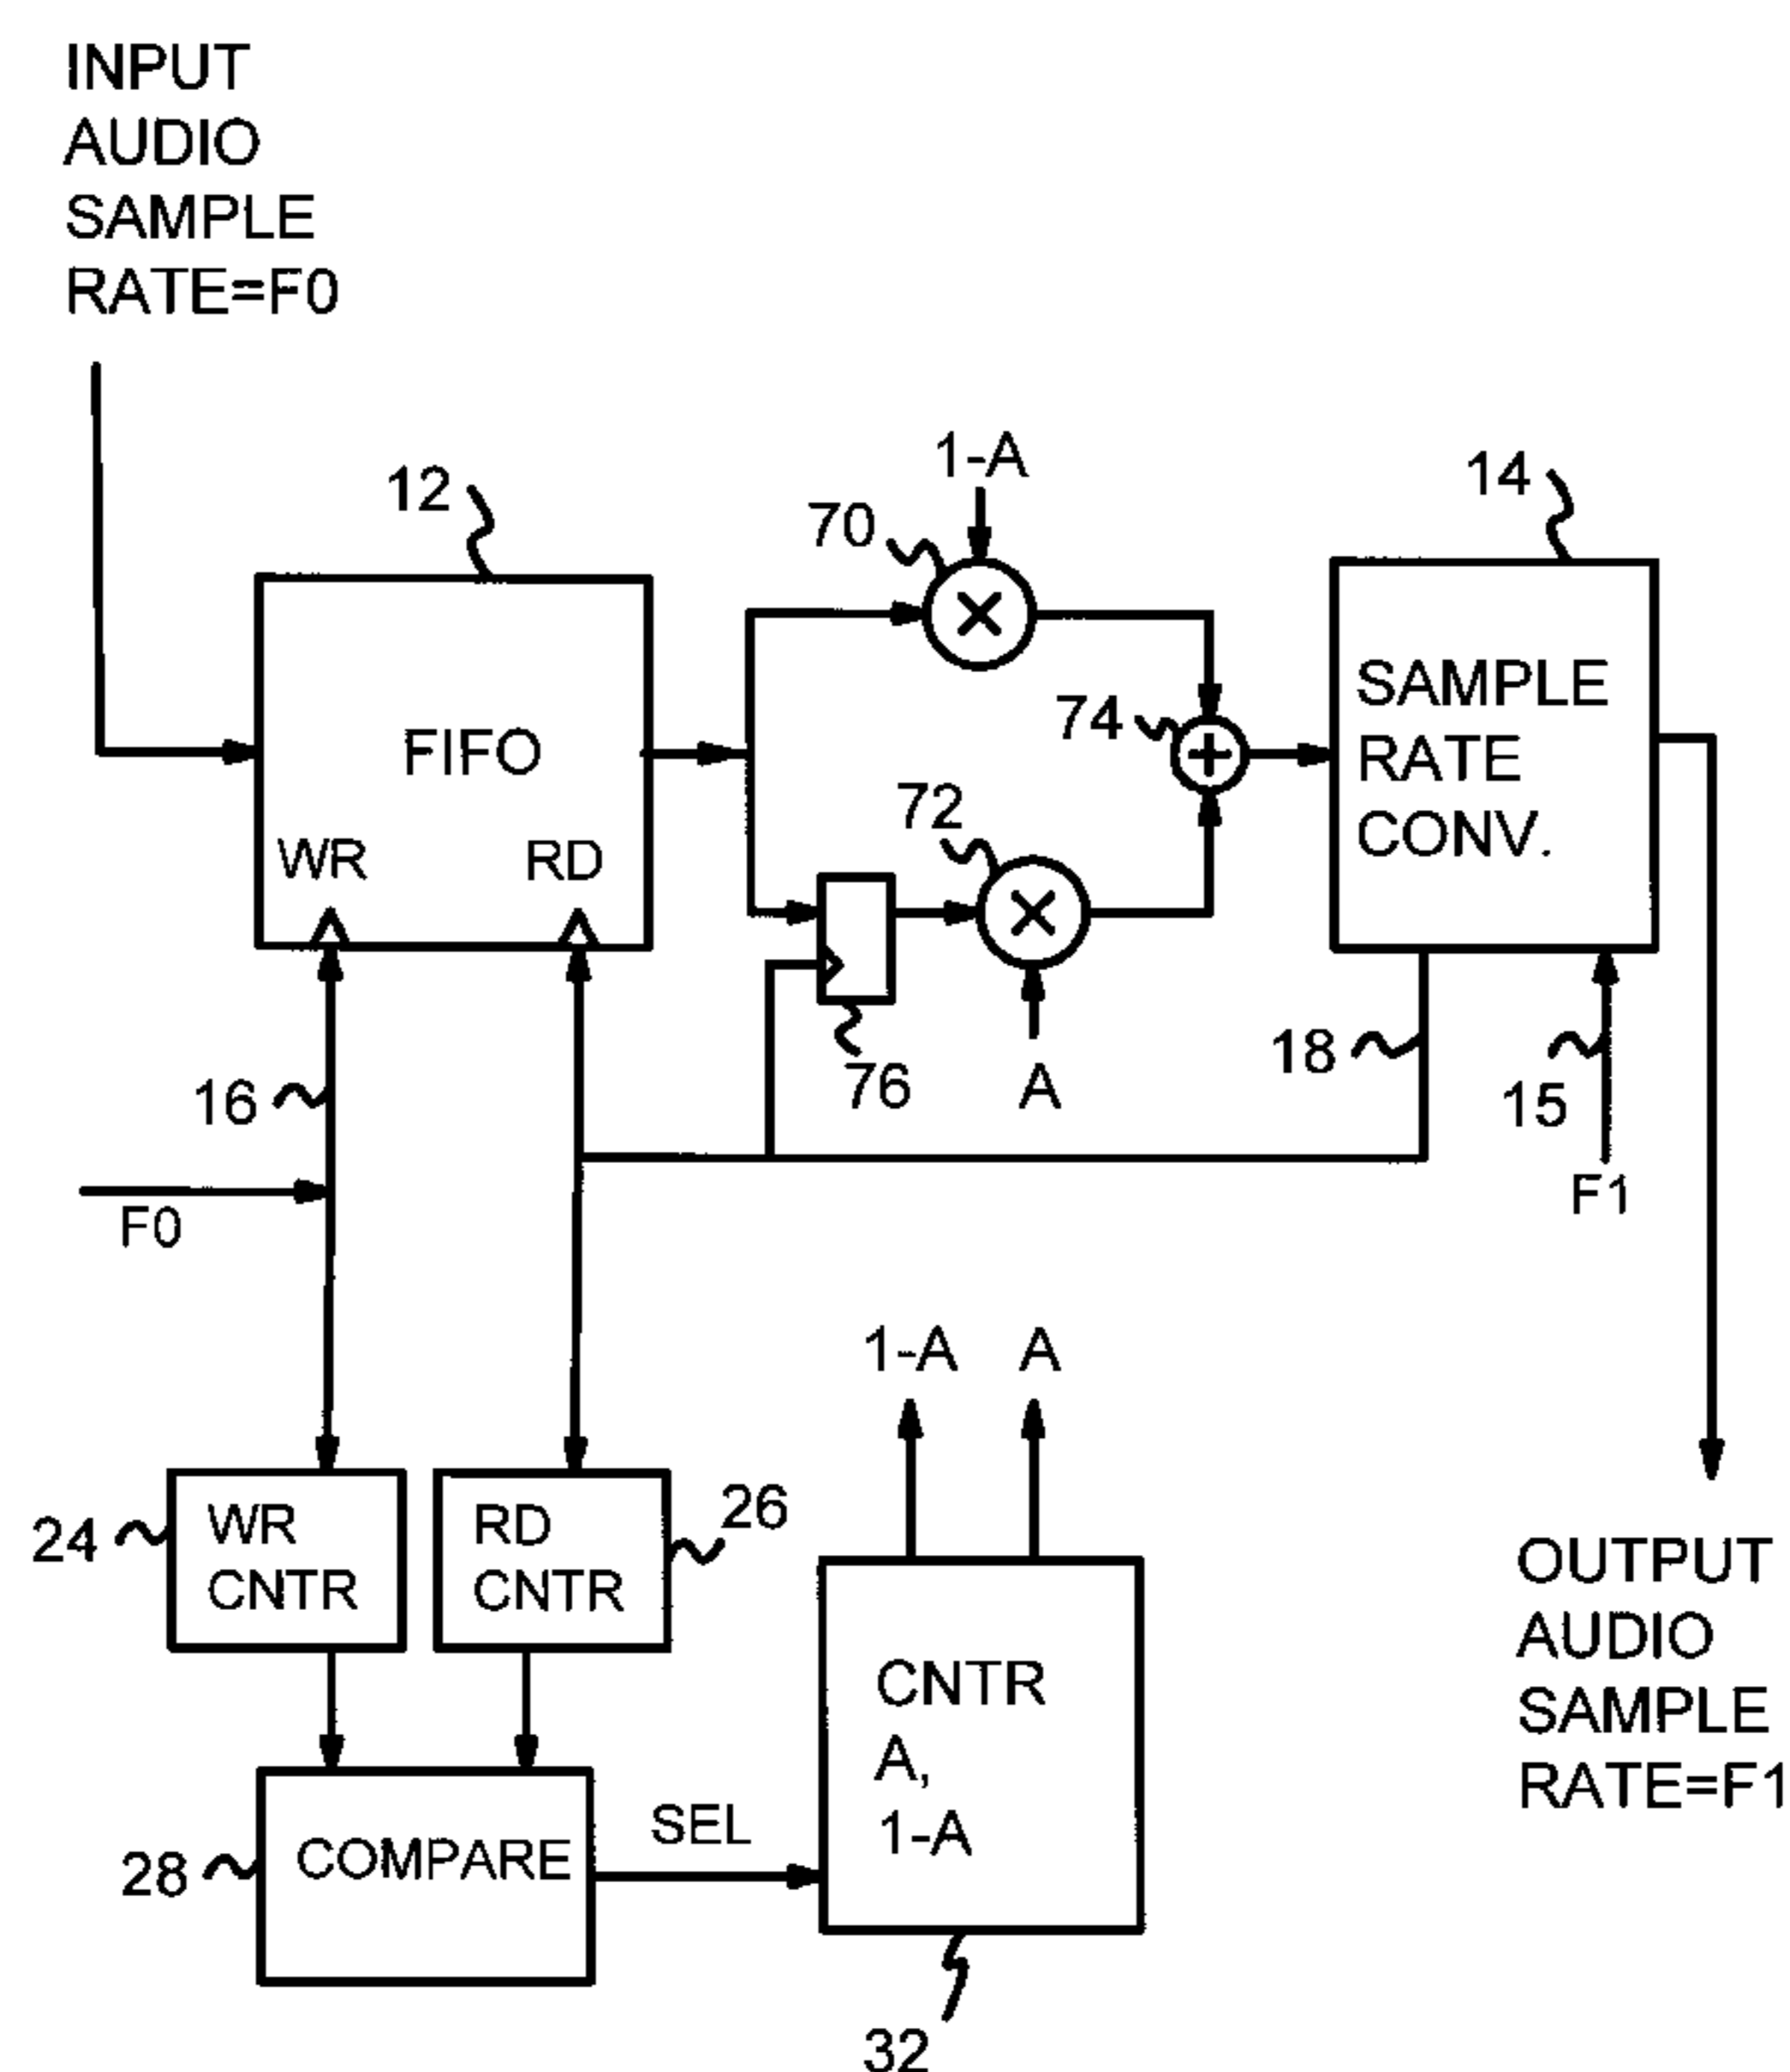 INPUT
AUDIO
SAMPLE
RATE=F0
12
1-A
70
14
FIFO
WR
RD
74
72
SAMPLE
RATE
CONV.
76
A
16
18
15
F0
F1
1-A
A
24
WR
CNTR
RD
CNTR
26
CNTR
A,
1-A
OUTPUT
AUDIO
SAMPLE
RATE=F1
28
COMPARE
SEL
32